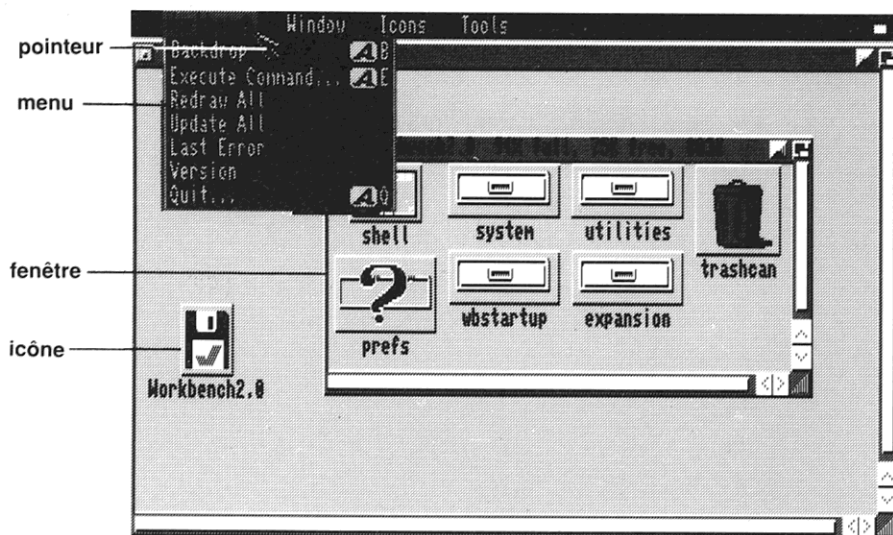 Window Icons Tools
pointeur
Backdrop A B
Execute Command... A E
menu
Redraw All
Update All
Last Error
Version
Quit... A Q
shell
system
utilities
trashcan
fenêtre
prefs
wbstartup
expansion
icône
Workbench2.0